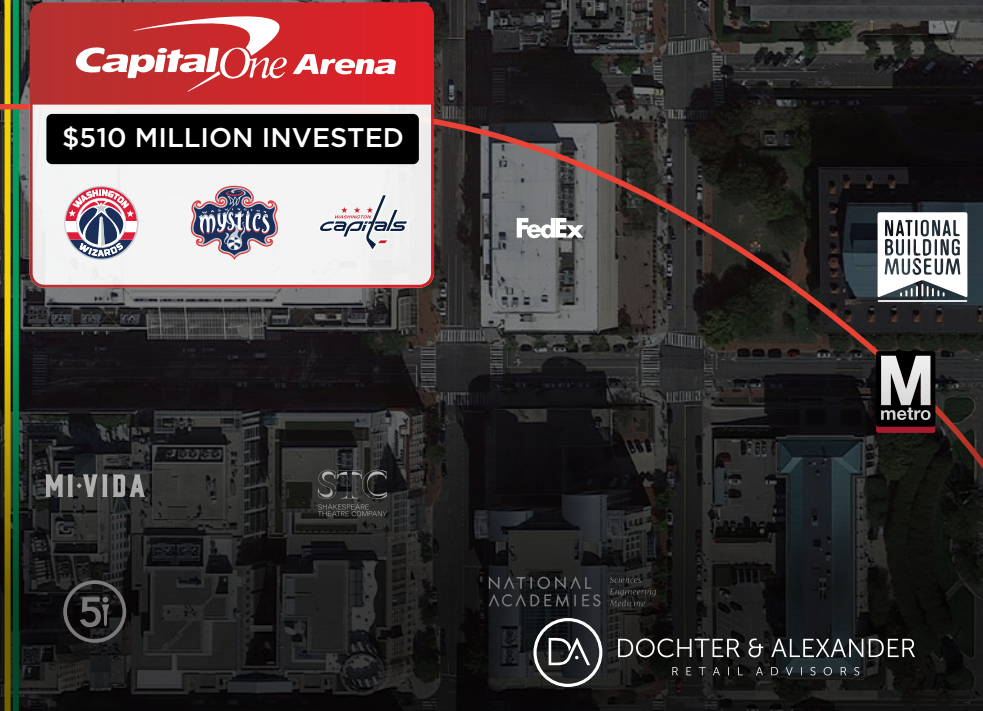 Capital One Arena
$510 MILLION INVESTED
WASHINGTON
WIZARDS
WASHINGTON
mystics
WASHINGTON
capitals
FedEx
NATIONAL
BUILDING
MUSEUM
M
metro
MI·VIDA
STC
SHAKESPEARE
THEATRE COMPANY
5i
NATIONAL
ACADEMIES
Sciences
Engineering
Medicine
DA
DOCHTER & ALEXANDER
RETAIL ADVISORS